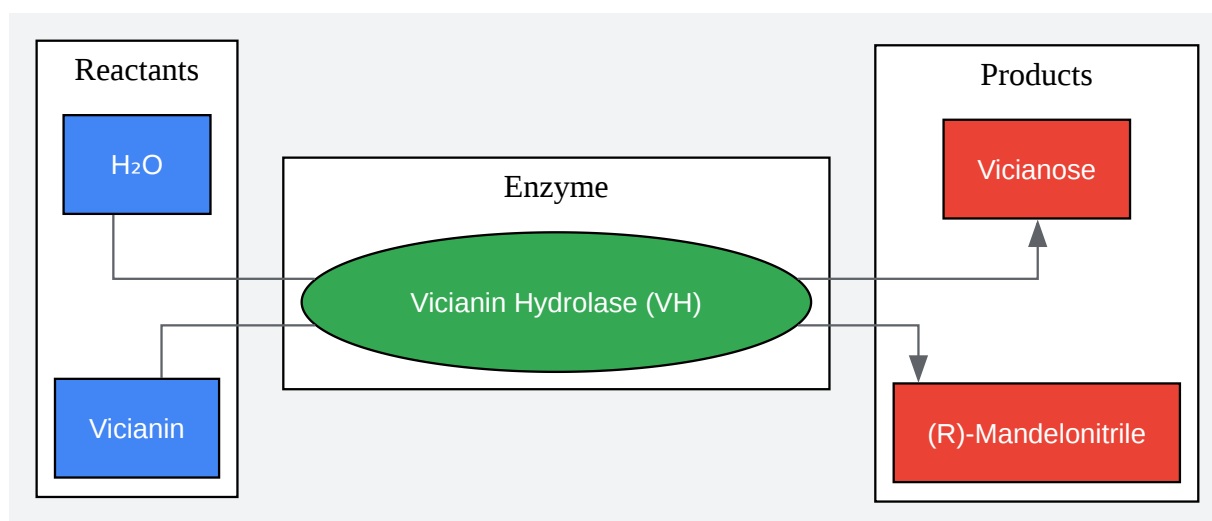 Reactants
H₂O
Vicianin
Enzyme
Vicianin Hydrolase (VH)
Products
Vicianose
(R)-Mandelonitrile